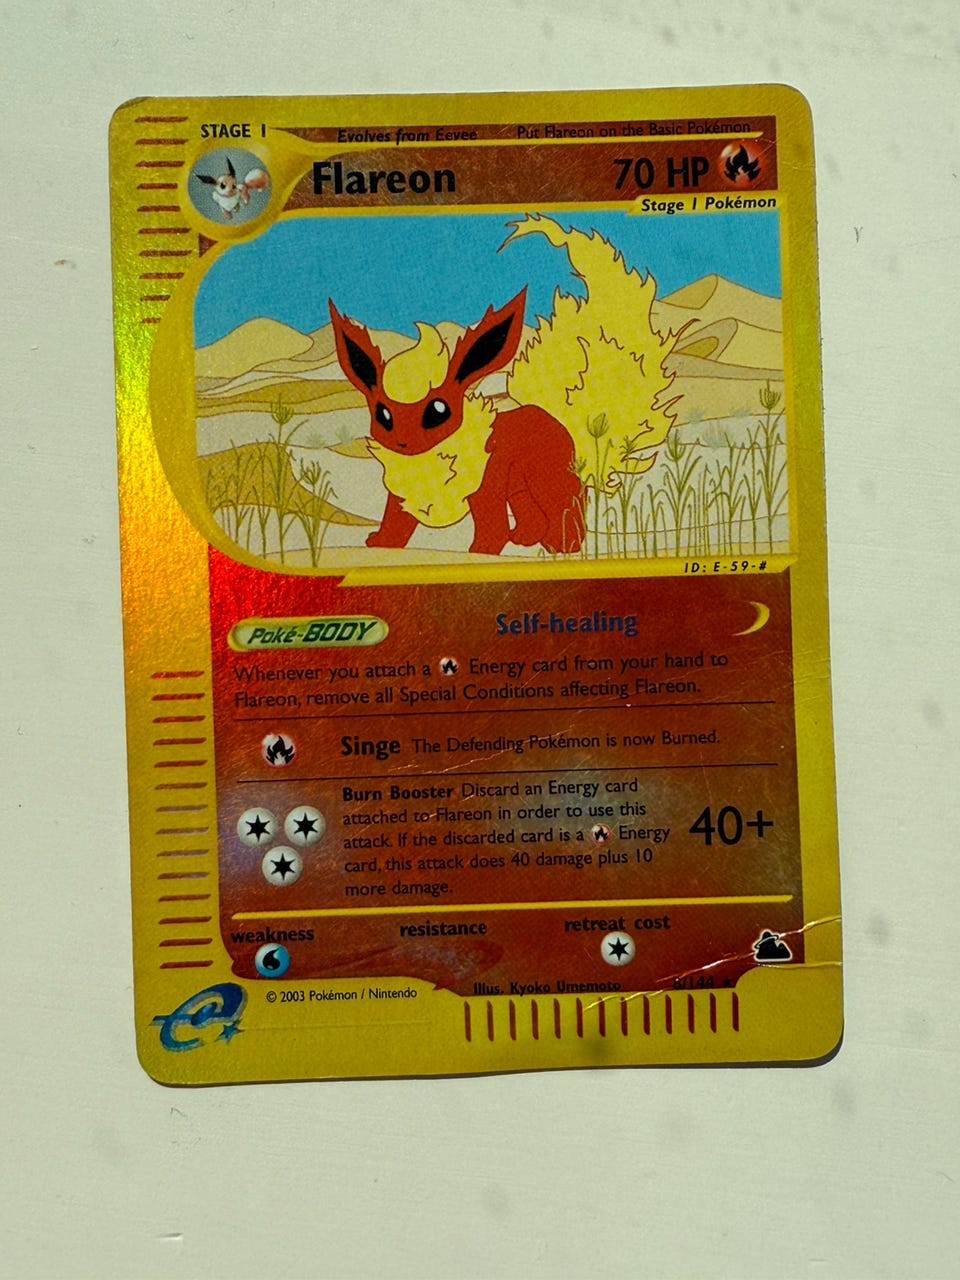 STAGE 1 Evolves from Eevee Put Flareon on the Basic Pokémon
Flareon 70 HP
Stage 1 Pokémon
ID: E-59-#
Poké-BODY Self-healing
Whenever you attach a Energy card from your hand to
Flareon, remove all Special Conditions affecting Flareon.
Singe The Defending Pokémon is now Burned.
Burn Booster Discard an Energy card
attached to Flareon in order to use this
attack. If the discarded card is a Energy
card, this attack does 40 damage plus 10
more damage.
40+
weakness resistance retreat cost
Illus. Kyoko Umemoto 8/144 ★
e
© 2003 Pokémon / Nintendo